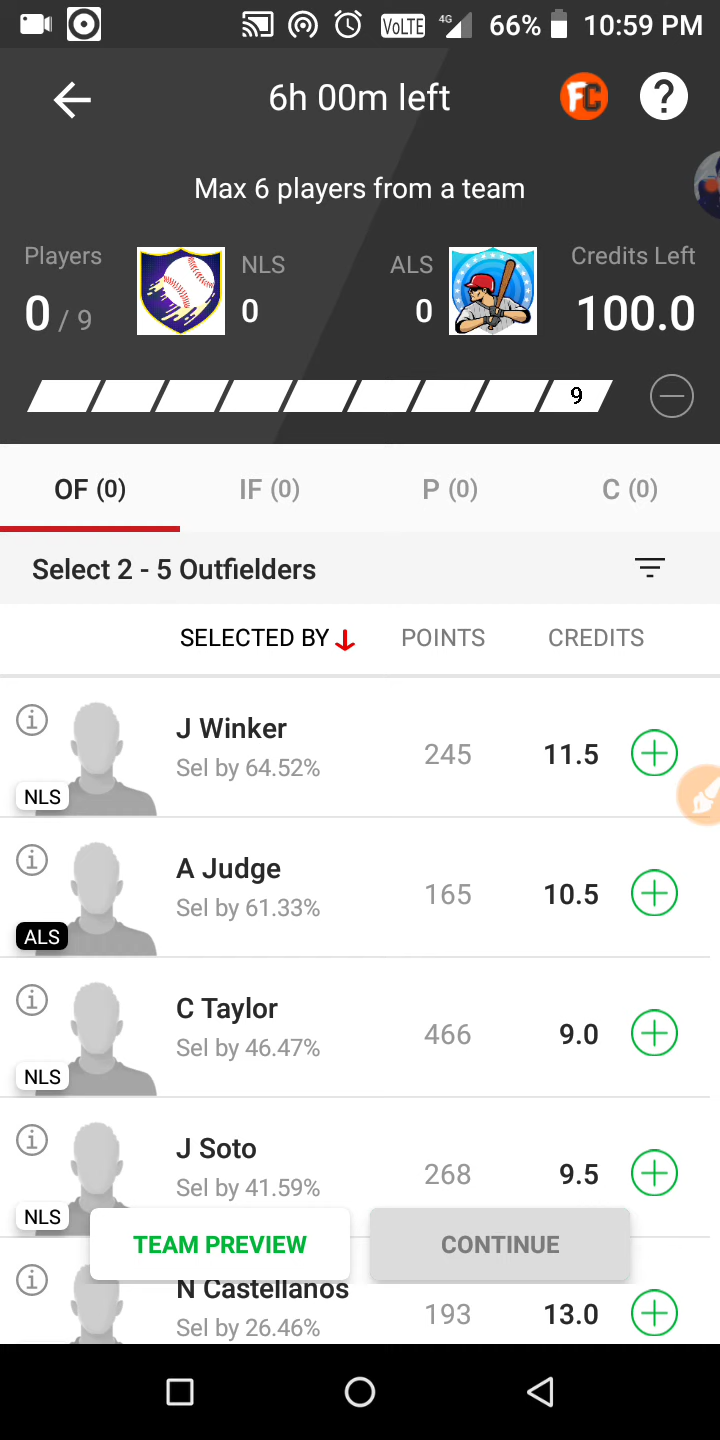 VoLTE 4G 66% 10:59 PM
6h 00m left FC ?
Max 6 players from a team
Players NLS ALS Credits Left
0 / 9 0 0 100.0
9
OF (0) IF (0) P (0) C (0)
Select 2 - 5 Outfielders
SELECTED BY POINTS CREDITS
J Winker
Sel by 64.52% 245 11.5
NLS
A Judge
Sel by 61.33% 165 10.5
ALS
C Taylor
Sel by 46.47% 466 9.0
NLS
J Soto
Sel by 41.59% 268 9.5
NLS
TEAM PREVIEW CONTINUE
N Castellanos
Sel by 26.46% 193 13.0